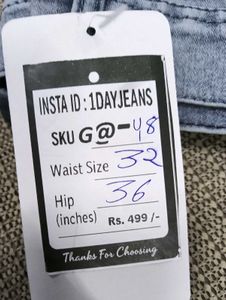 INSTA ID : 1DAYJEANS
SKU G@-48
Waist Size 32
Hip 36
(inches) Rs. 499 /-
Thanks For Choosing